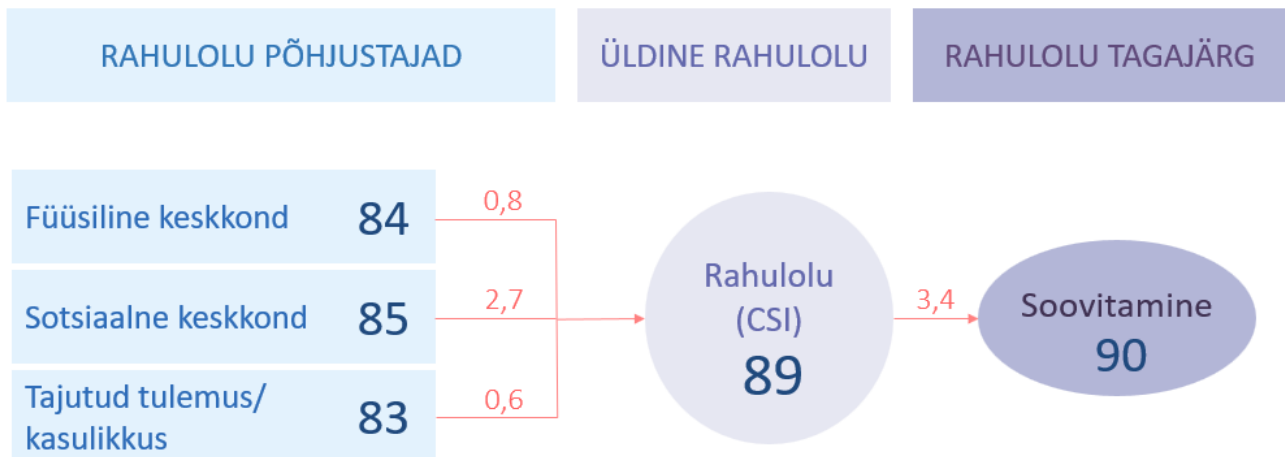 RAHULOLU PÕHJUSTAJAD
ÜLDINE RAHULOLU
RAHULOLU TAGAJÄRG
Füüsiline keskkond 84
0,8
Sotsiaalne keskkond 85
2,7
Tajutud tulemus/
kasulikkus 83
0,6
Rahulolu
(CSI)
89
3,4
Soovitamine
90